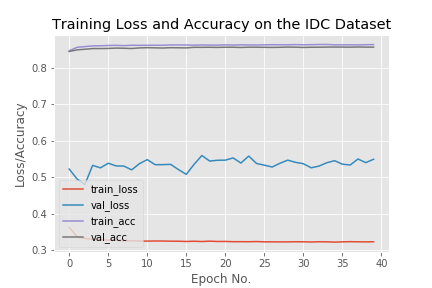 Training Loss and Accuracy on the IDC Dataset
Loss/Accuracy
0.8
0.7
0.6
0.5
0.4
0.3
train_loss
val_loss
train_acc
val_acc
0 5 10 15 20 25 30 35 40
Epoch No.